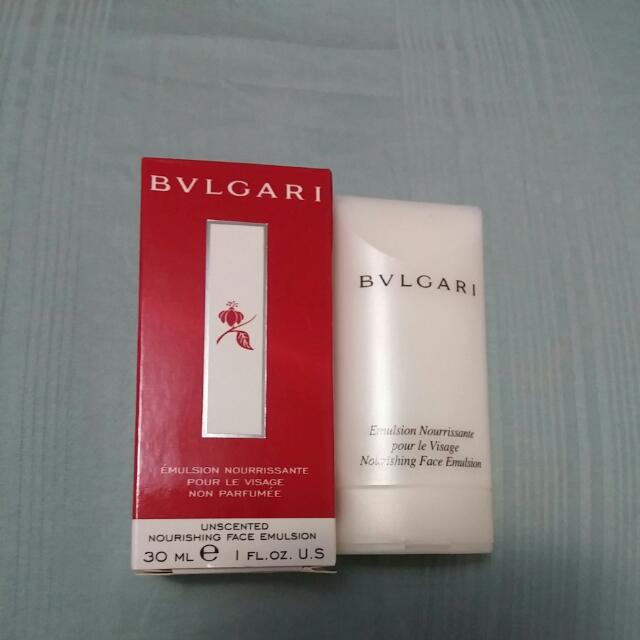 BVLGARI
ÉMULSION NOURRISSANTE
POUR LE VISAGE
NON PARFUMÉE
UNSCENTED
NOURISHING FACE EMULSION
30 ML e 1 FL.OZ. U.S
BVLGARI
Emulsion Nourrissante
pour le Visage
Nourishing Face Emulsion